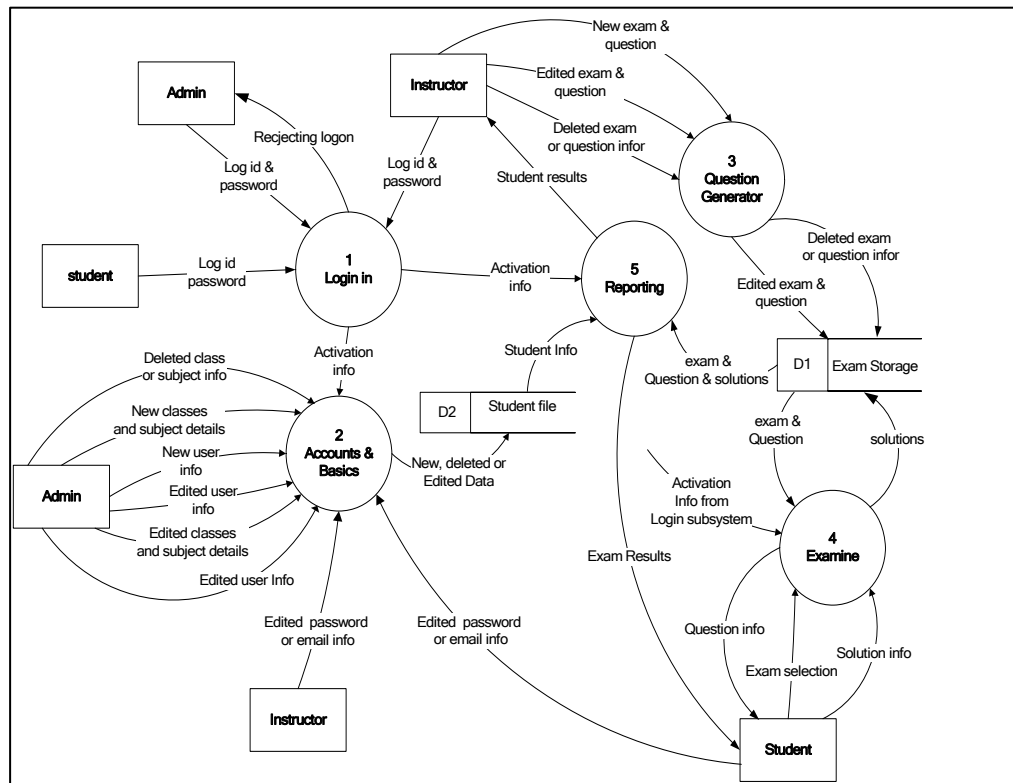 New exam &
question
Instructor
Edited exam &
question
Admin
Recjecting logon
Deleted exam
or question infor
3
Question
Generator
Log id &
password
Log id &
password
Student results
student
Log id
password
1
Login in
Activation
info
5
Reporting
Deleted exam
or question infor
Edited exam &
question
Activation
info
Student Info
exam &
Question & solutions
D1
Exam Storage
Deleted class
or subject info
D2
Student file
New classes
and subject details
2
Accounts &
Basics
exam &
Question
solutions
New user
info
New, deleted or
Edited Data
Admin
Edited user
info
Activation
Info from
Login subsystem
Edited classes
and subject details
4
Examine
Exam Results
Edited user Info
Edited password
or email info
Edited password
or email info
Question info
Solution info
Exam selection
Instructor
Student